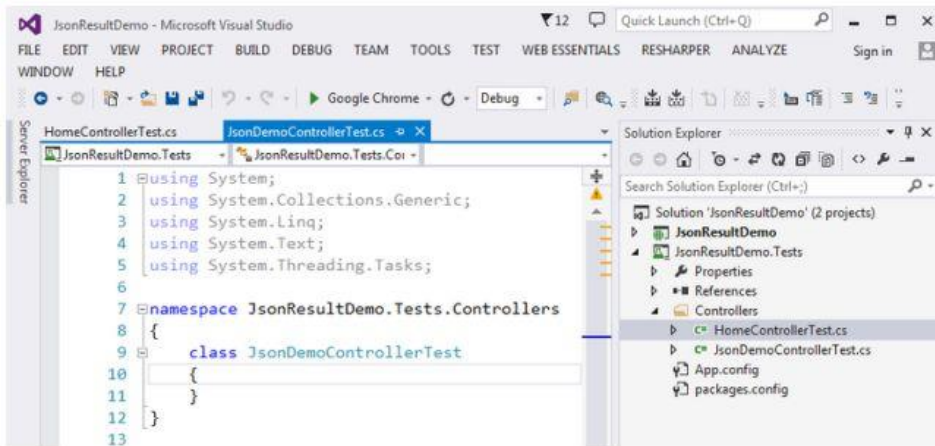 JsonResultDemo - Microsoft Visual Studio
12
Quick Launch (Ctrl+Q)
FILE EDIT VIEW PROJECT BUILD DEBUG TEAM TOOLS TEST WEB ESSENTIALS RESHARPER ANALYZE Sign in
WINDOW HELP
Google Chrome Debug
Server Explorer
HomeControllerTest.cs JsonDemoControllerTest.cs
JsonResultDemo.Tests JsonResultDemo.Tests.Cor
1 using System;
2 using System.Collections.Generic;
3 using System.Linq;
4 using System.Text;
5 using System.Threading.Tasks;
6
7 namespace JsonResultDemo.Tests.Controllers
8 {
9 class JsonDemoControllerTest
10 {
11 }
12 }
13
Solution Explorer
Search Solution Explorer (Ctrl+;)
Solution 'JsonResultDemo' (2 projects)
JsonResultDemo
JsonResultDemo.Tests
Properties
References
Controllers
C# HomeControllerTest.cs
C# JsonDemoControllerTest.cs
App.config
packages.config